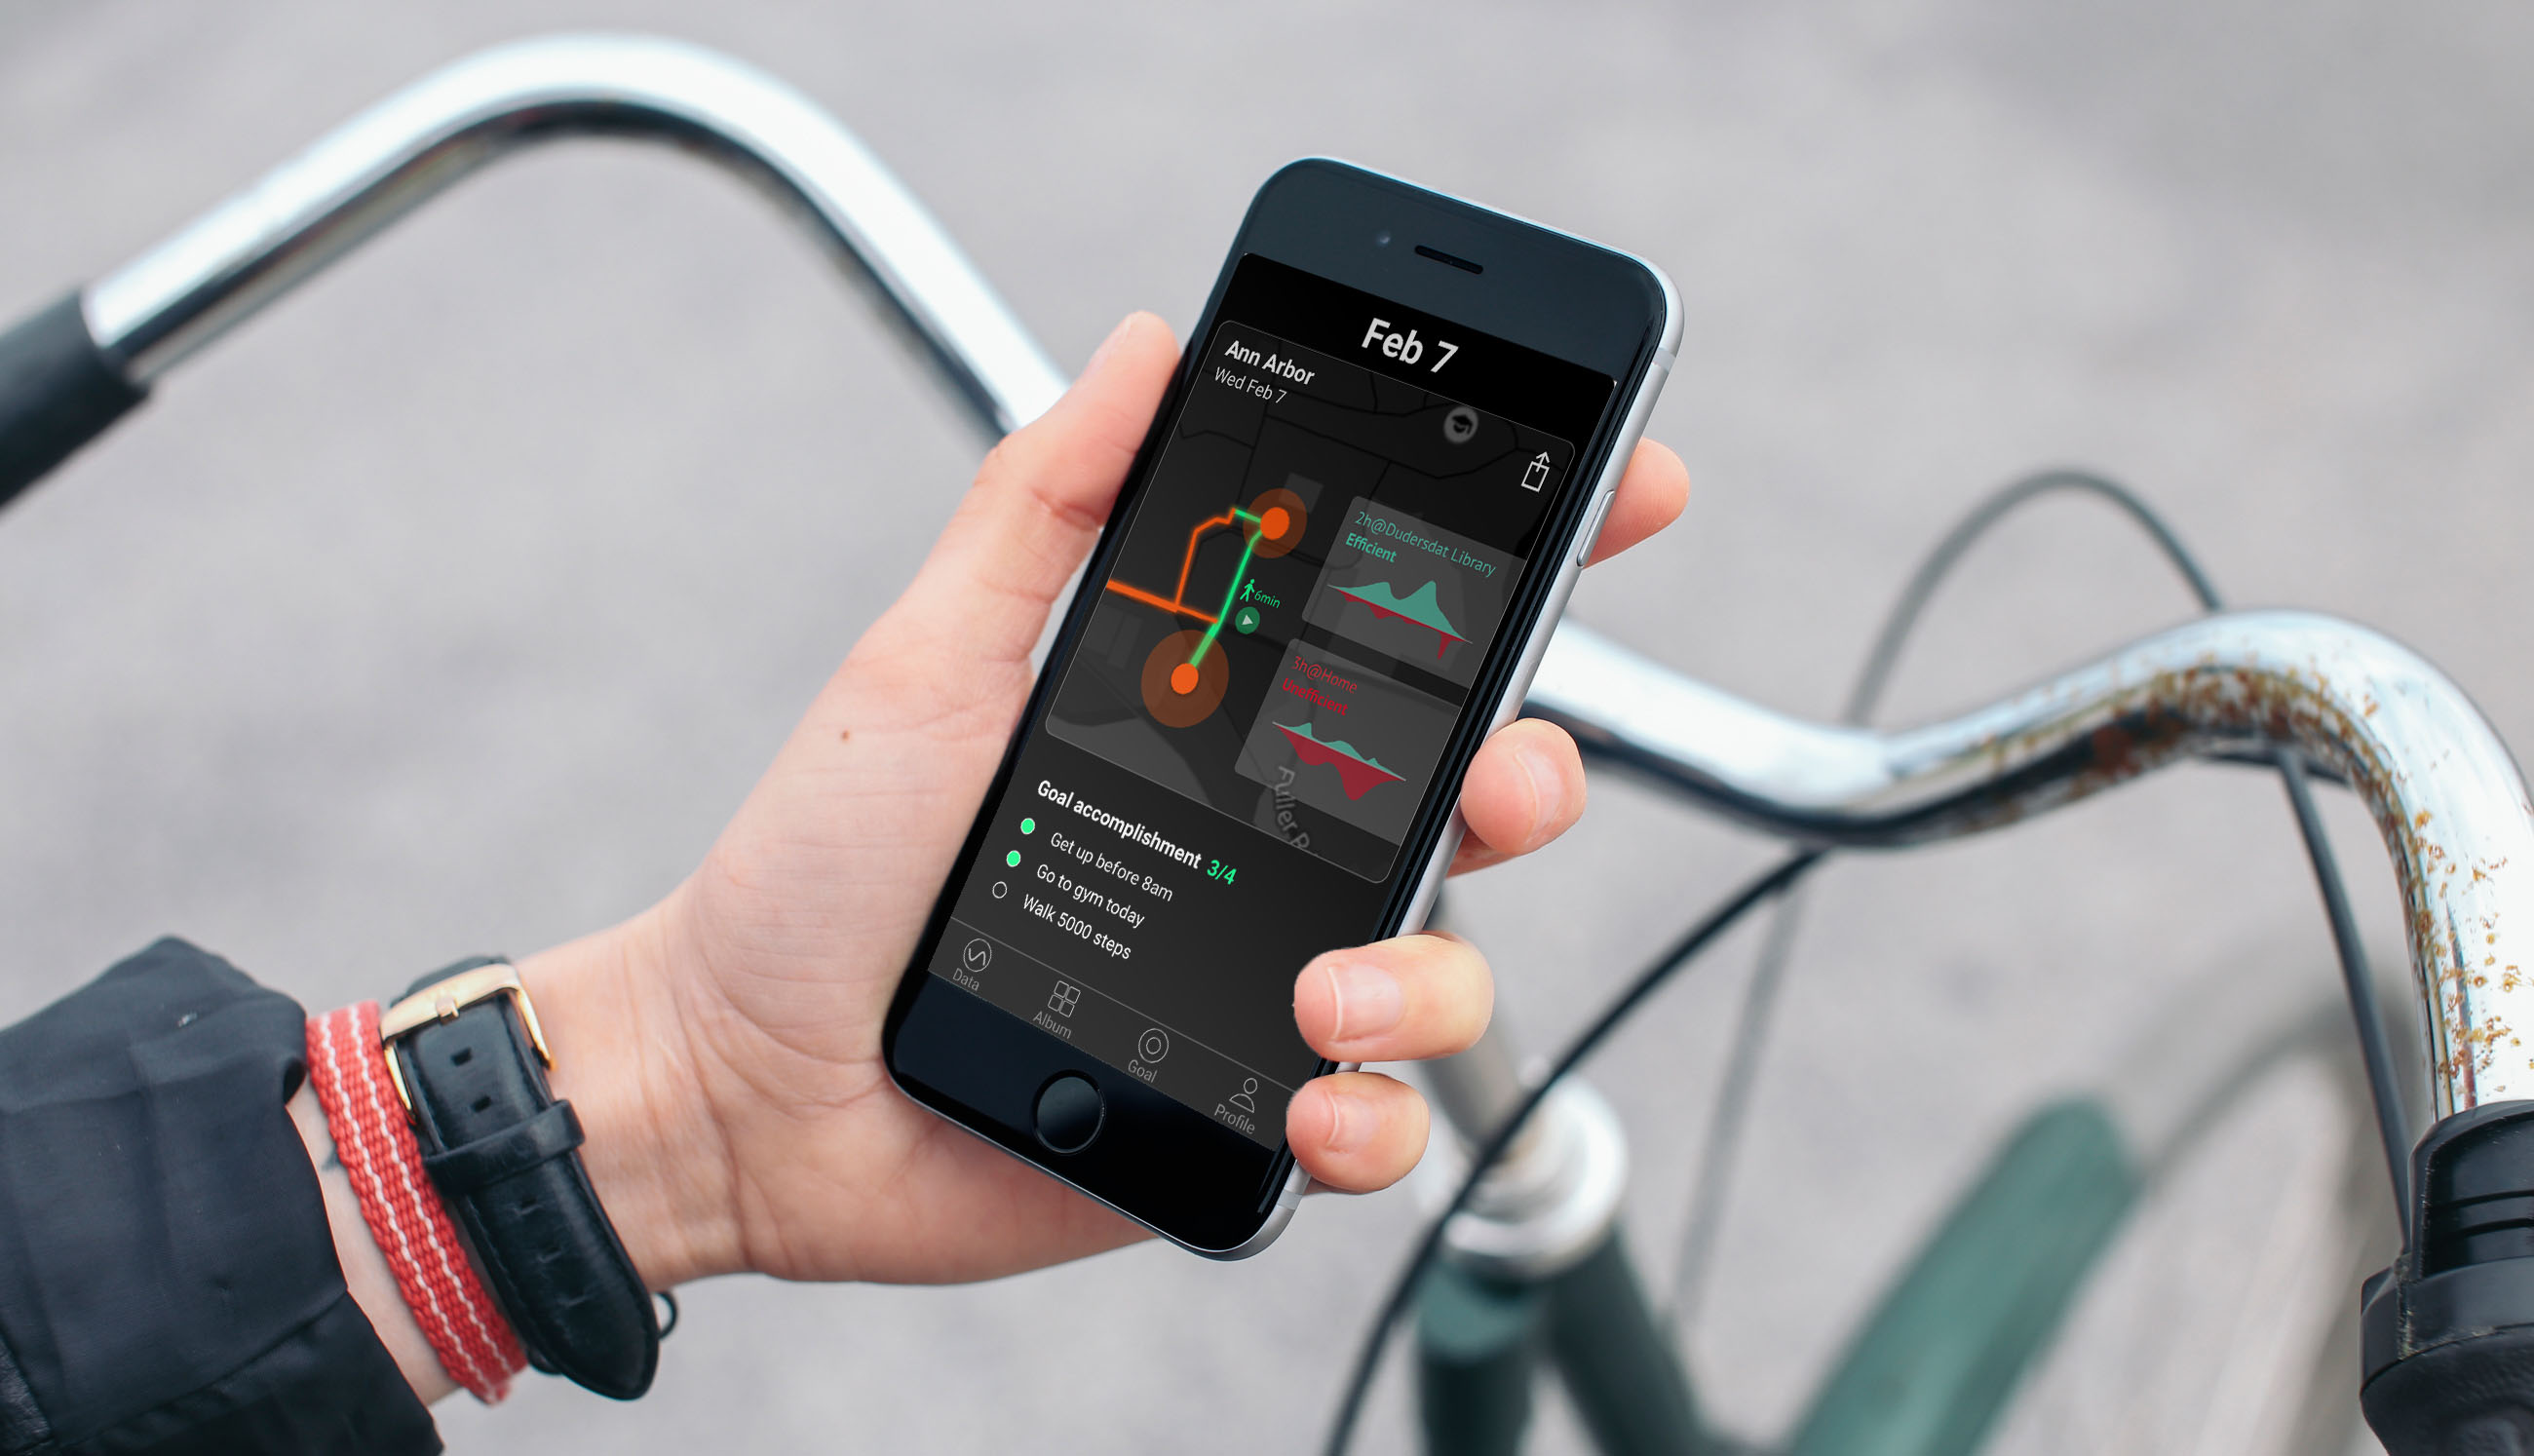 Feb 7
Ann Arbor
Wed Feb 7
2h@Dudersdat Library
Efficient
6min
3h@Home
Unefficient
Fuller
Goal accomplishment 3/4
Get up before 8am
Go to gym today
Walk 5000 steps
Data
Album
Goal
Profile